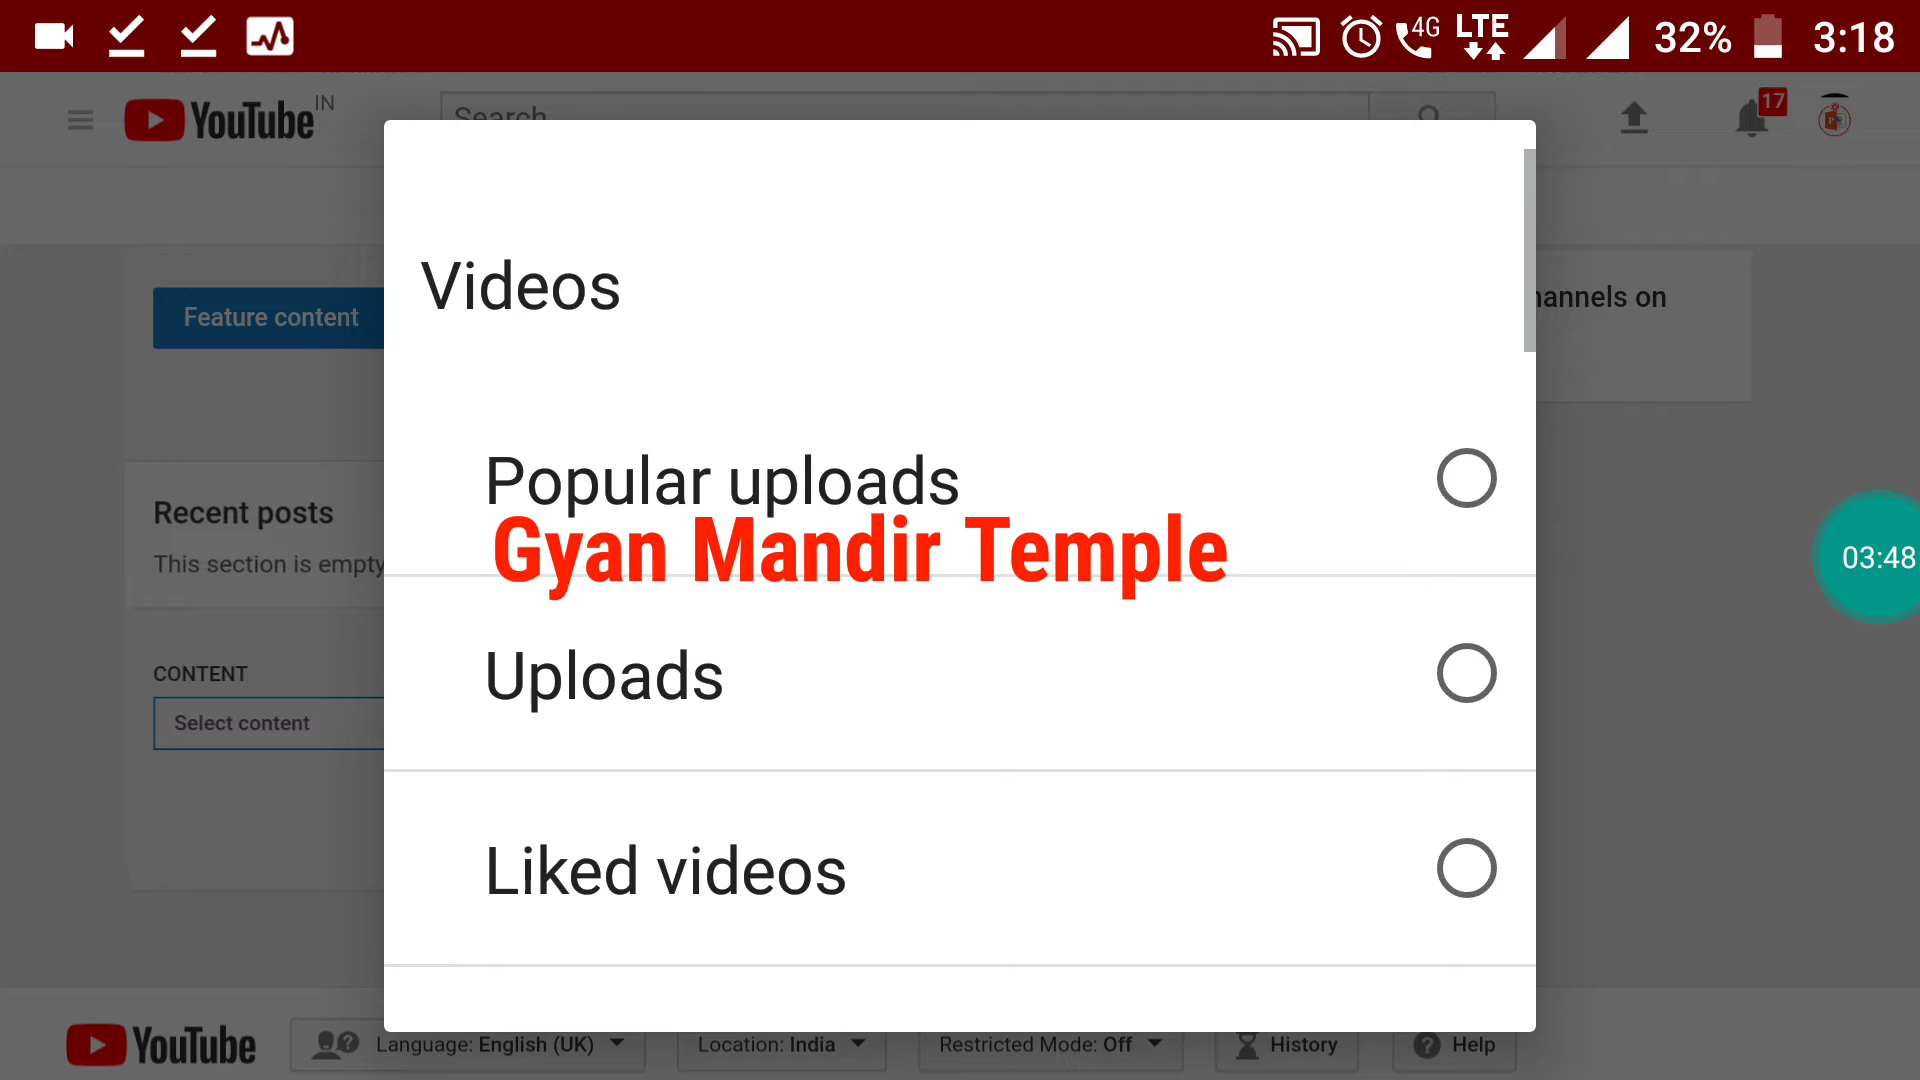 4G LTE 32% 3:18
YouTube IN
Search
17
Videos
Feature content
hannels on
Popular uploads
Recent posts
Gyan Mandir Temple
This section is empty
03:48
Uploads
CONTENT
Select content
Liked videos
YouTube
Language: English (UK)
Location: India
Restricted Mode: Off
History
Help